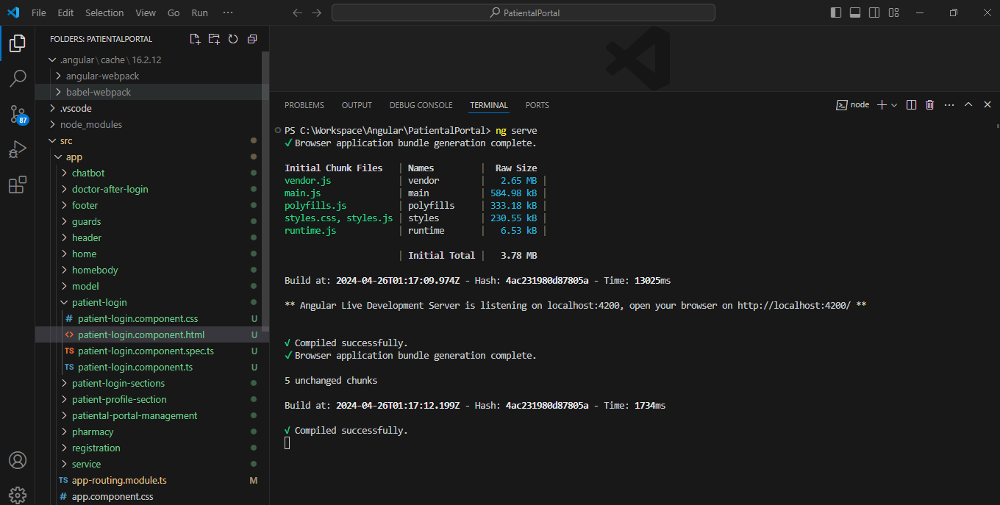 File Edit Selection View Go Run ··· PatientalPortal
FOLDERS: PATIENTALPORTAL
.angular \ cache \ 16.2.12
angular-webpack
babel-webpack
.vscode
node_modules
src
app
chatbot
doctor-after-login
footer
guards
header
home
homebody
model
patient-login
# patient-login.component.css U
<> patient-login.component.html U
TS patient-login.component.spec.ts U
TS patient-login.component.ts U
patient-login-sections
patient-profile-section
patiental-portal-management
pharmacy
registration
service
TS app-routing.module.ts M
# app.component.css
87
PROBLEMS OUTPUT DEBUG CONSOLE TERMINAL PORTS node
PS C:\Workspace\Angular\PatientalPortal> ng serve
✓ Browser application bundle generation complete.
Initial Chunk Files | Names | Raw Size
vendor.js | vendor | 2.65 MB |
main.js | main | 584.98 kB |
polyfills.js | polyfills | 333.18 kB |
styles.css, styles.js | styles | 230.55 kB |
runtime.js | runtime | 6.53 kB |
| Initial Total | 3.78 MB
Build at: 2024-04-26T01:17:09.974Z - Hash: 4ac231980d87805a - Time: 13025ms
** Angular Live Development Server is listening on localhost:4200, open your browser on http://localhost:4200/ **
√ Compiled successfully.
✓ Browser application bundle generation complete.
5 unchanged chunks
Build at: 2024-04-26T01:17:12.199Z - Hash: 4ac231980d87805a - Time: 1734ms
√ Compiled successfully.